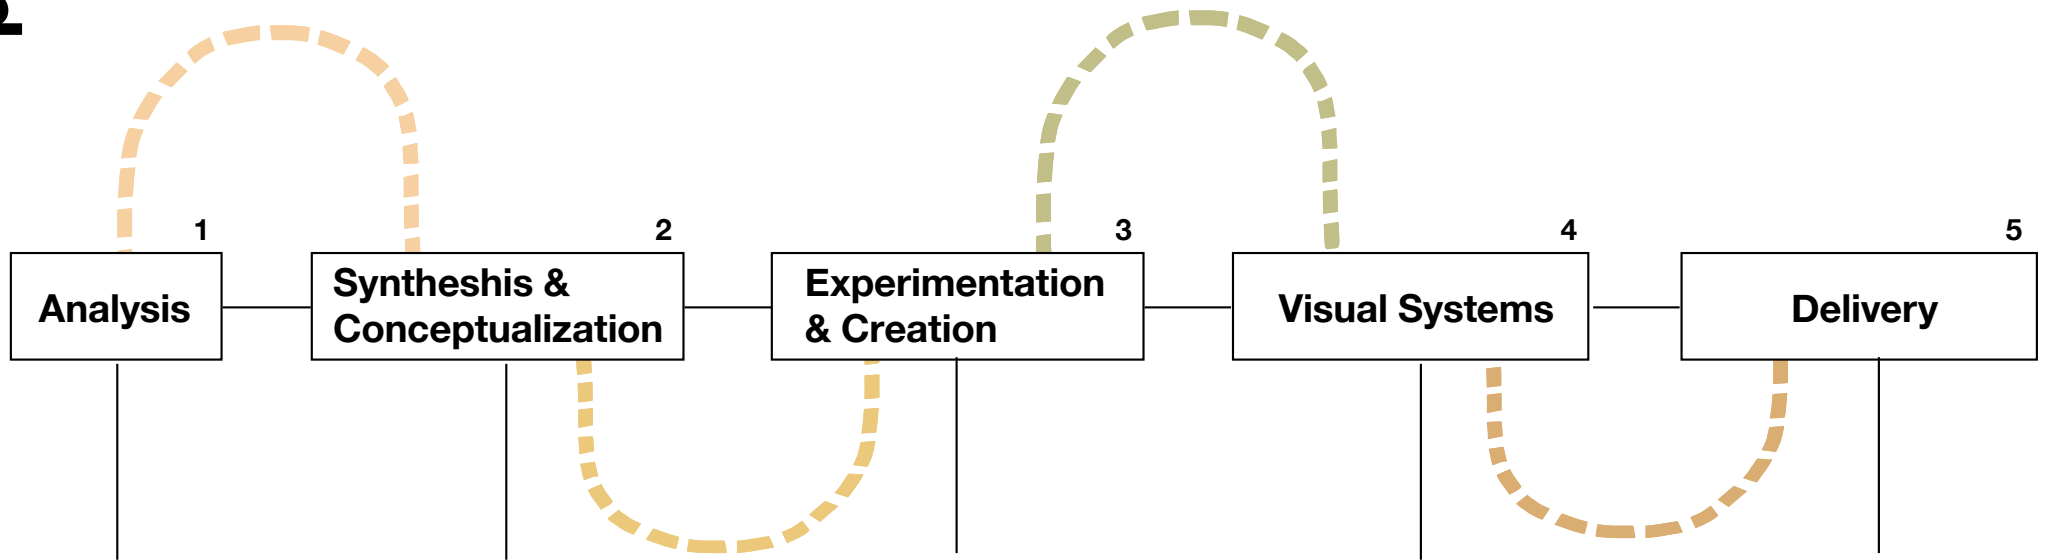 1
2
3
4
5
Analysis
Syntheshis &
Conceptualization
Experimentation
& Creation
Visual Systems
Delivery